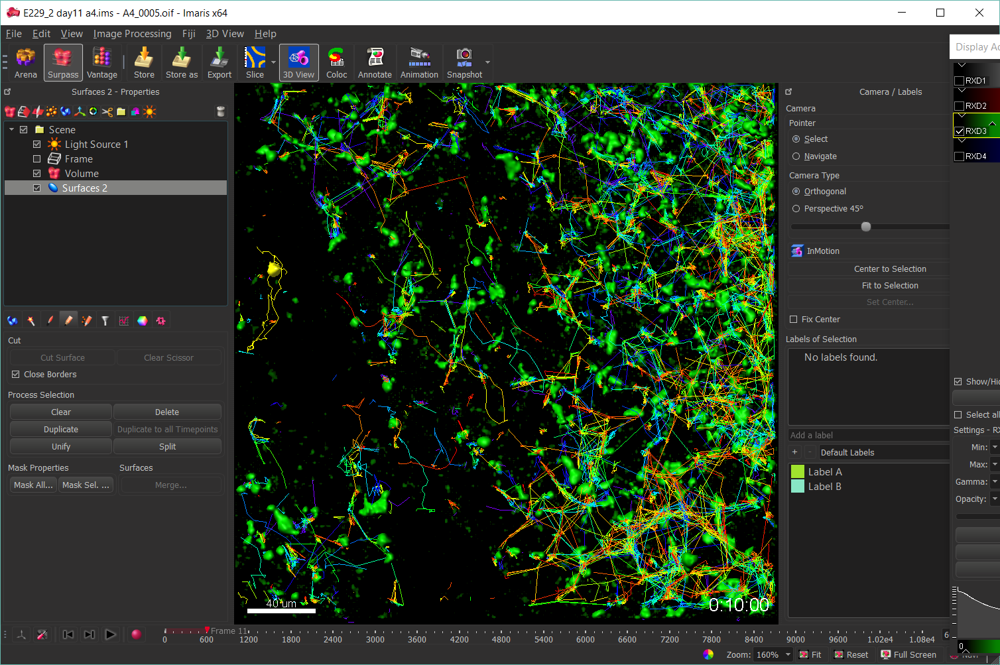 E229_2 day11 a4.ims - A4_0005.oif - Imaris x64
File Edit View Image Processing Fiji 3D View Help
Arena Surpass Vantage Store Store as Export Slice 3D View Coloc Annotate Animation Snapshot
Surfaces 2 - Properties
Scene
Light Source 1
Frame
Volume
Surfaces 2
Cut
Cut Surface Clear Scissor
Close Borders
Process Selection
Clear Delete
Duplicate Duplicate to all Timepoints
Unify Split
Mask Properties Surfaces
Mask All... Mask Sel. ... Merge...
40 um
0:10:00
Camera / Labels
Camera
Pointer
Select
Navigate
Camera Type
Orthogonal
Perspective 45º
InMotion
Center to Selection
Fit to Selection
Set Center...
Fix Center
Labels of Selection
No labels found.
Add a label
+ - Default Labels
Label A
Label B
Display Ad
RXD1
RXD2
RXD3
RXD4
Show/Hid
Select all
Settings - RX
Min:
Max:
Gamma:
Opacity:
0
Frame 11
0 600 1200 1800 2400 3000 3600 4200 4800 5400 6000 6600 7200 7800 8400 9000 9600 1.02e4 1.08e4 6
Zoom: 160% Fit Reset Full Screen Navi